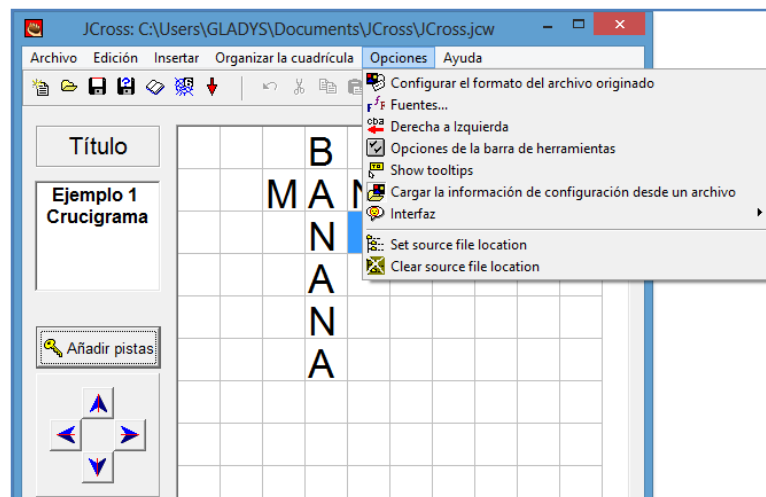 JCross: C:\Users\GLADYS\Documents\JCross\JCross.jcw
Archivo Edición Insertar Organizar la cuadrícula Opciones Ayuda
Configurar el formato del archivo originado
Fuentes...
Derecha a Izquierda
Opciones de la barra de herramientas
Show tooltips
Cargar la información de configuración desde un archivo
Interfaz
Set source file location
Clear source file location
Título
Ejemplo 1
Crucigrama
Añadir pistas
B
M A N
N
A
N
A